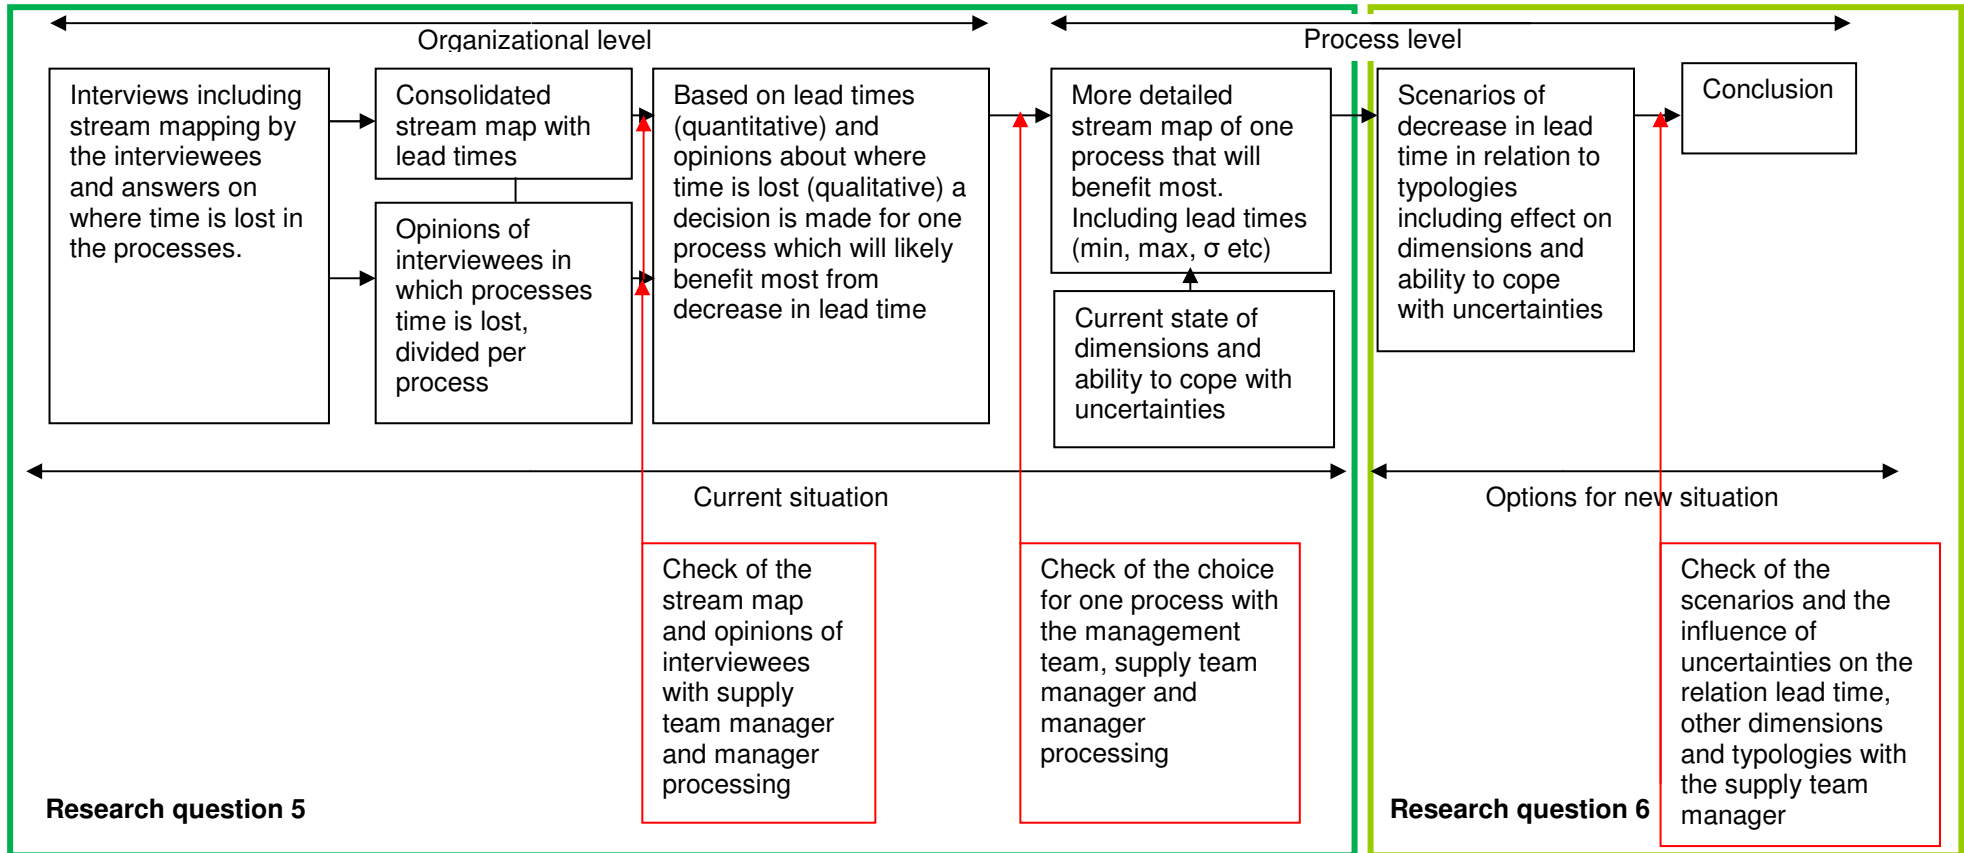 Organizational level
Process level
Interviews including
stream mapping by
the interviewees
and answers on
where time is lost in
the processes.
Consolidated
stream map with
lead times
Opinions of
interviewees in
which processes
time is lost,
divided per
process
Based on lead times
(quantitative) and
opinions about where
time is lost (qualitative) a
decision is made for one
process which will likely
benefit most from
decrease in lead time
More detailed
stream map of one
process that will
benefit most.
Including lead times
(min, max, σ etc)
Current state of
dimensions and
ability to cope with
uncertainties
Scenarios of
decrease in lead
time in relation to
typologies
including effect on
dimensions and
ability to cope
with uncertainties
Conclusion
Current situation
Options for new situation
Check of the
stream map
and opinions of
interviewees
with supply
team manager
and manager
processing
Check of the choice
for one process with
the management
team, supply team
manager and
manager
processing
Check of the
scenarios and the
influence of
uncertainties on the
relation lead time,
other dimensions
and typologies with
the supply team
manager
Research question 5
Research question 6